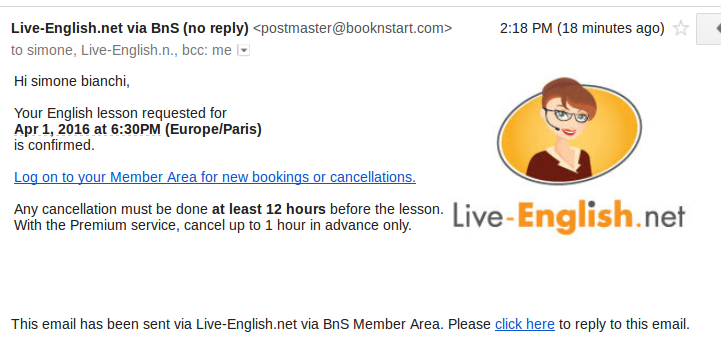 Live-English.net via BnS (no reply) <postmaster@booknstart.com> 2:18 PM (18 minutes ago)
to simone, Live-English.n., bcc: me
Hi simone bianchi,
Your English lesson requested for
Apr 1, 2016 at 6:30PM (Europe/Paris)
is confirmed.
Log on to your Member Area for new bookings or cancellations.
Any cancellation must be done at least 12 hours before the lesson.
With the Premium service, cancel up to 1 hour in advance only.
Live-English.net
This email has been sent via Live-English.net via BnS Member Area. Please click here to reply to this email.